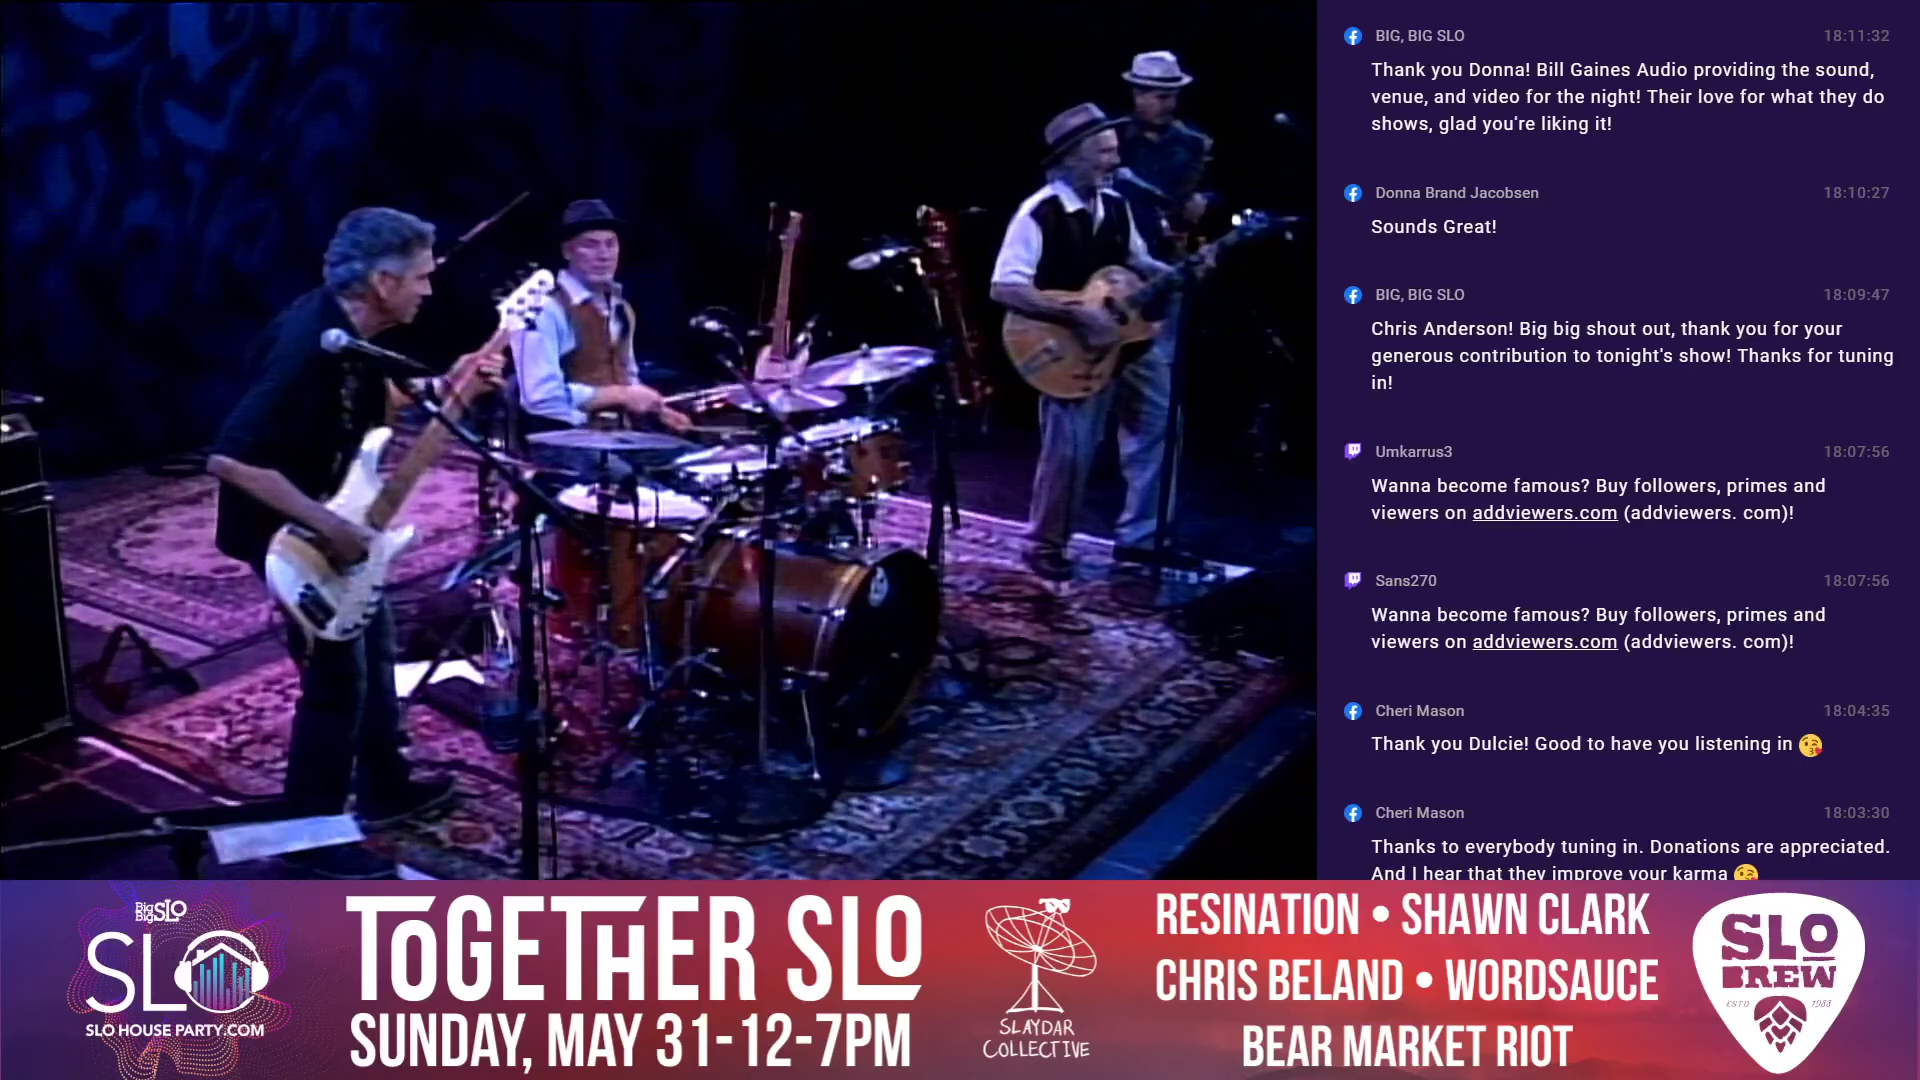 BIG, BIG SLO 18:11:32
Thank you Donna! Bill Gaines Audio providing the sound,
venue, and video for the night! Their love for what they do
shows, glad you're liking it!
Donna Brand Jacobsen 18:10:27
Sounds Great!
BIG, BIG SLO 18:09:47
Chris Anderson! Big big shout out, thank you for your
generous contribution to tonight's show! Thanks for tuning
in!
Umkarrus3 18:07:56
Wanna become famous? Buy followers, primes and
viewers on addviewers.com (addviewers. com)!
Sans270 18:07:56
Wanna become famous? Buy followers, primes and
viewers on addviewers.com (addviewers. com)!
Cheri Mason 18:04:35
Thank you Dulcie! Good to have you listening in 😘
Cheri Mason 18:03:30
Thanks to everybody tuning in. Donations are appreciated.
And I hear that they improve your karma 😘
Big Big SLO
SLO
SLO HOUSE PARTY.COM
TOGETHER SLO
SUNDAY, MAY 31-12-7PM
SLAYDAR
COLLECTIVE
RESINATION • SHAWN CLARK
CHRIS BELAND • WORDSAUCE
BEAR MARKET RIOT
SLO
BREW
ESTD 1988